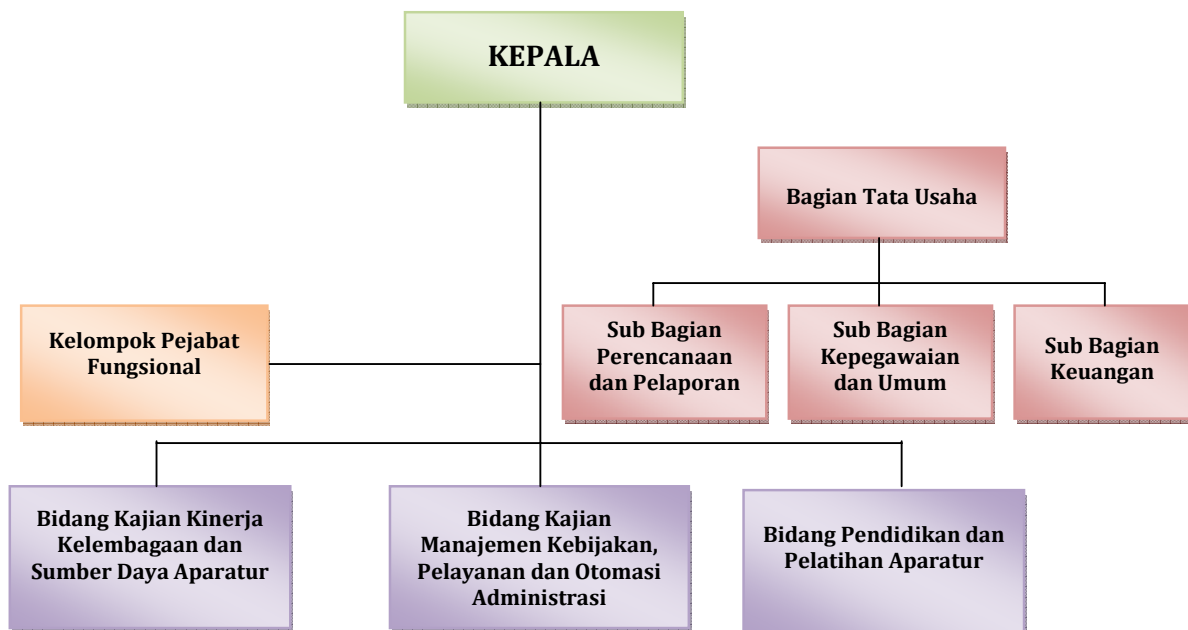 KEPALA
Bagian Tata Usaha
Kelompok Pejabat
Fungsional
Sub Bagian
Perencanaan
dan Pelaporan
Sub Bagian
Kepegawaian
dan Umum
Sub Bagian
Keuangan
Bidang Kajian Kinerja
Kelembagaan dan
Sumber Daya Aparatur
Bidang Kajian
Manajemen Kebijakan,
Pelayanan dan Otomasi
Administrasi
Bidang Pendidikan dan
Pelatihan Aparatur